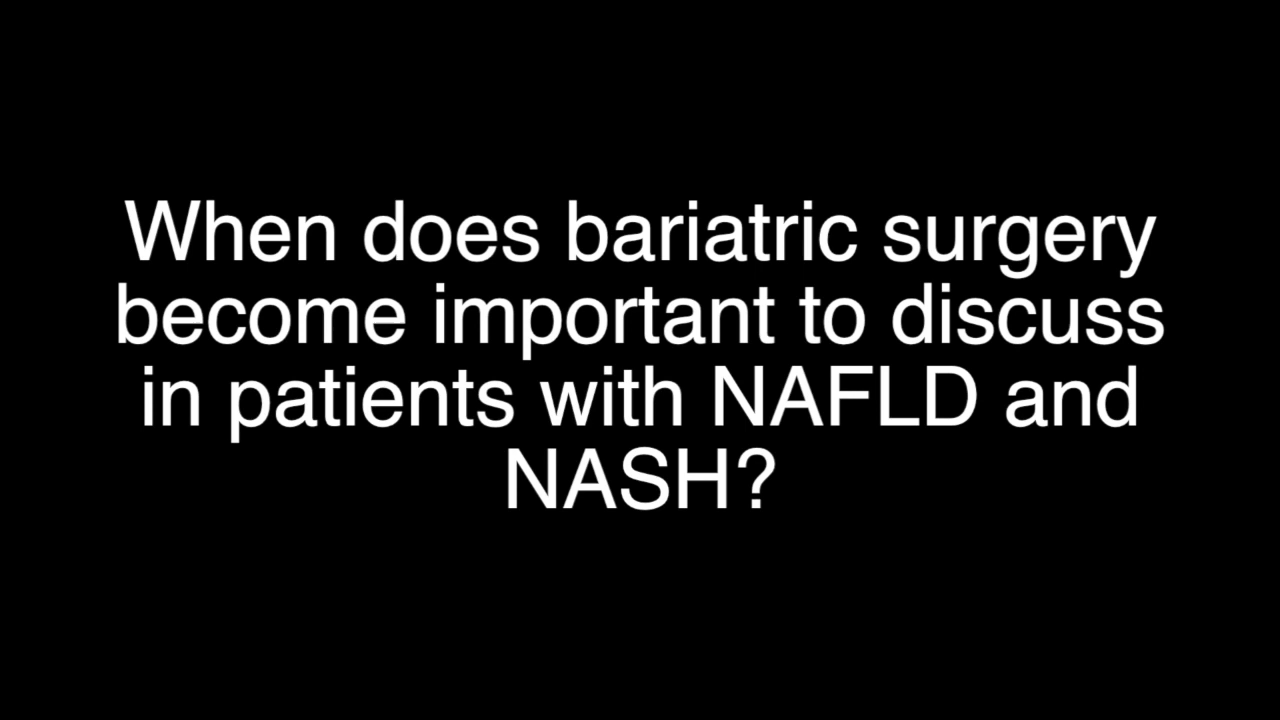 When does bariatric surgery
become important to discuss
in patients with NAFLD and
NASH?